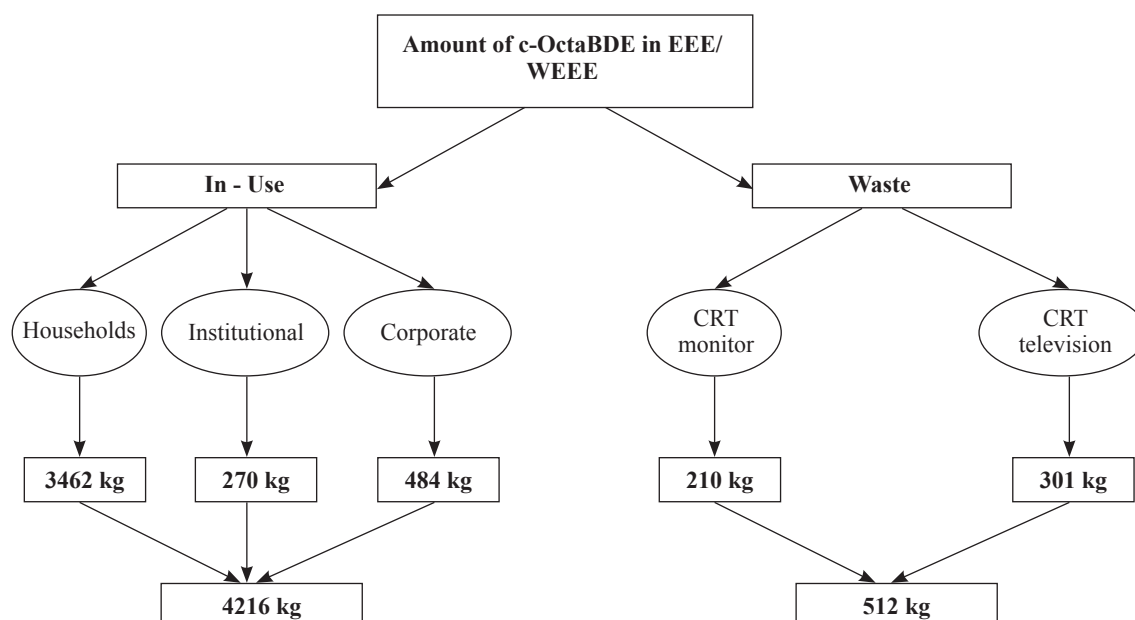 Amount of c-OctaBDE in EEE/
WEEE
In - Use
Waste
Households
Institutional
Corporate
CRT
monitor
CRT
television
3462 kg
270 kg
484 kg
210 kg
301 kg
4216 kg
512 kg